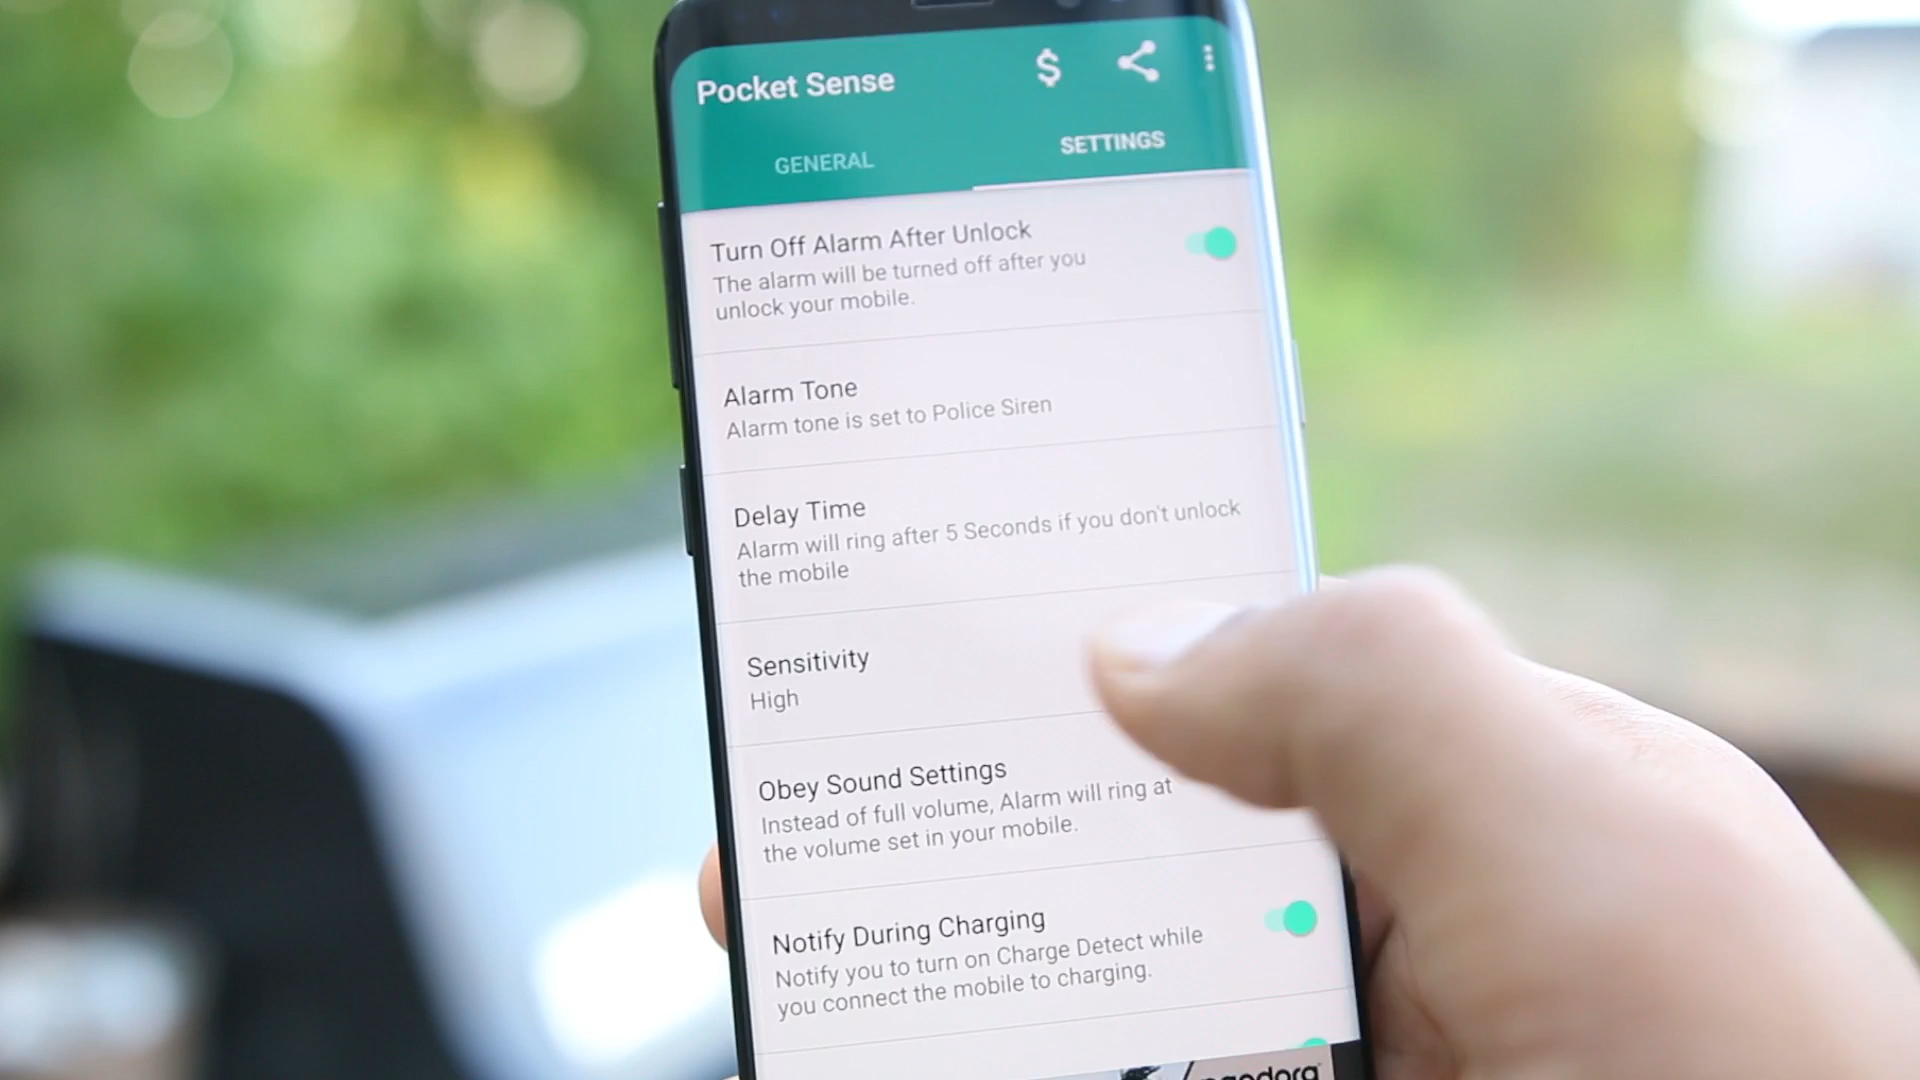 Pocket Sense
GENERAL
SETTINGS
Turn Off Alarm After Unlock
The alarm will be turned off after you
unlock your mobile.
Alarm Tone
Alarm tone is set to Police Siren
Delay Time
Alarm will ring after 5 Seconds if you don't unlock
the mobile
Sensitivity
High
Obey Sound Settings
Instead of full volume, Alarm will ring at
the volume set in your mobile.
Notify During Charging
Notify you to turn on Charge Detect while
you connect the mobile to charging.